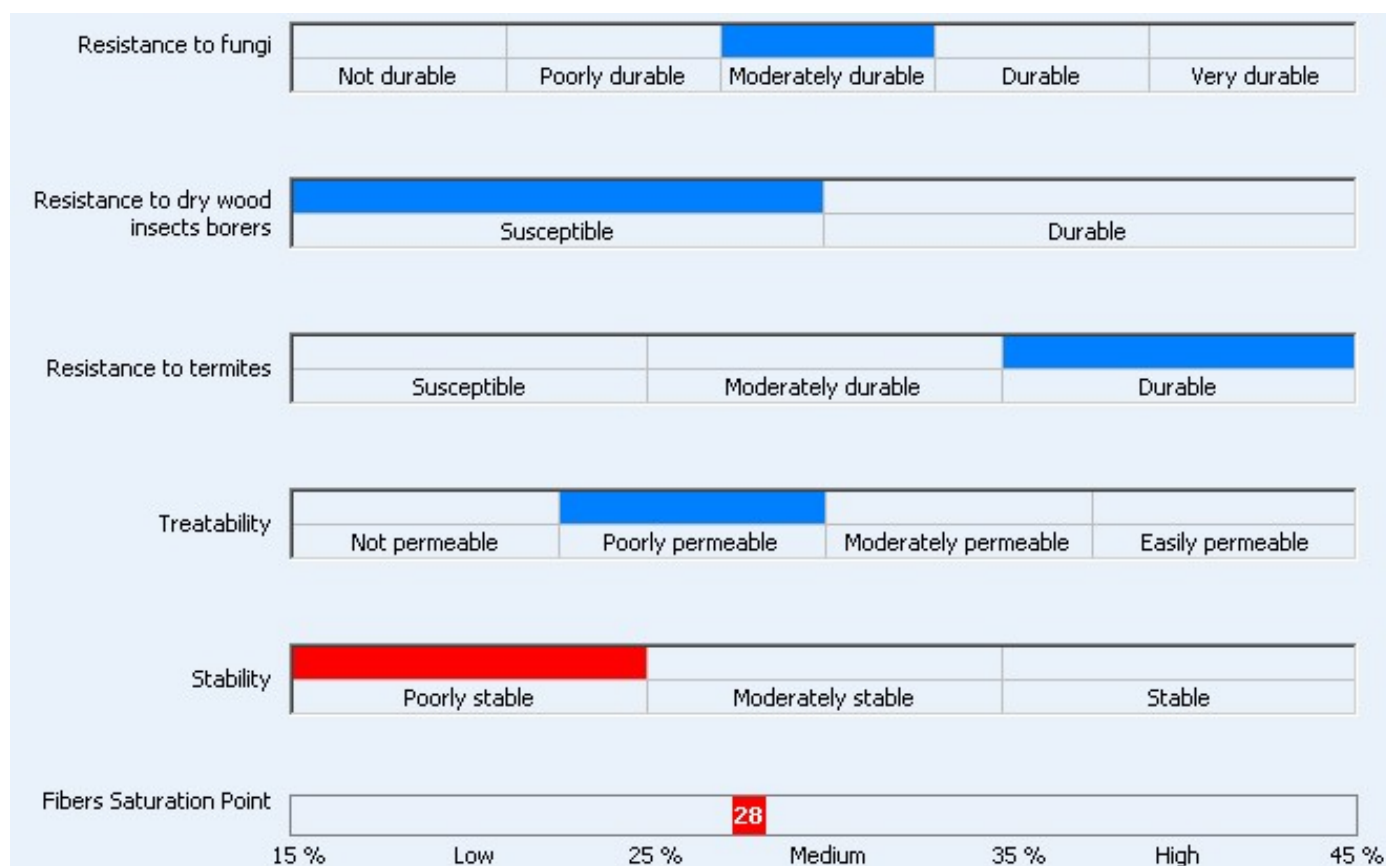 Resistance to fungi
Not durable Poorly durable Moderately durable Durable Very durable
Resistance to dry wood
insects borers
Susceptible Durable
Resistance to termites
Susceptible Moderately durable Durable
Treatability
Not permeable Poorly permeable Moderately permeable Easily permeable
Stability
Poorly stable Moderately stable Stable
Fibers Saturation Point
28
15 % Low 25 % Medium 35 % High 45 %